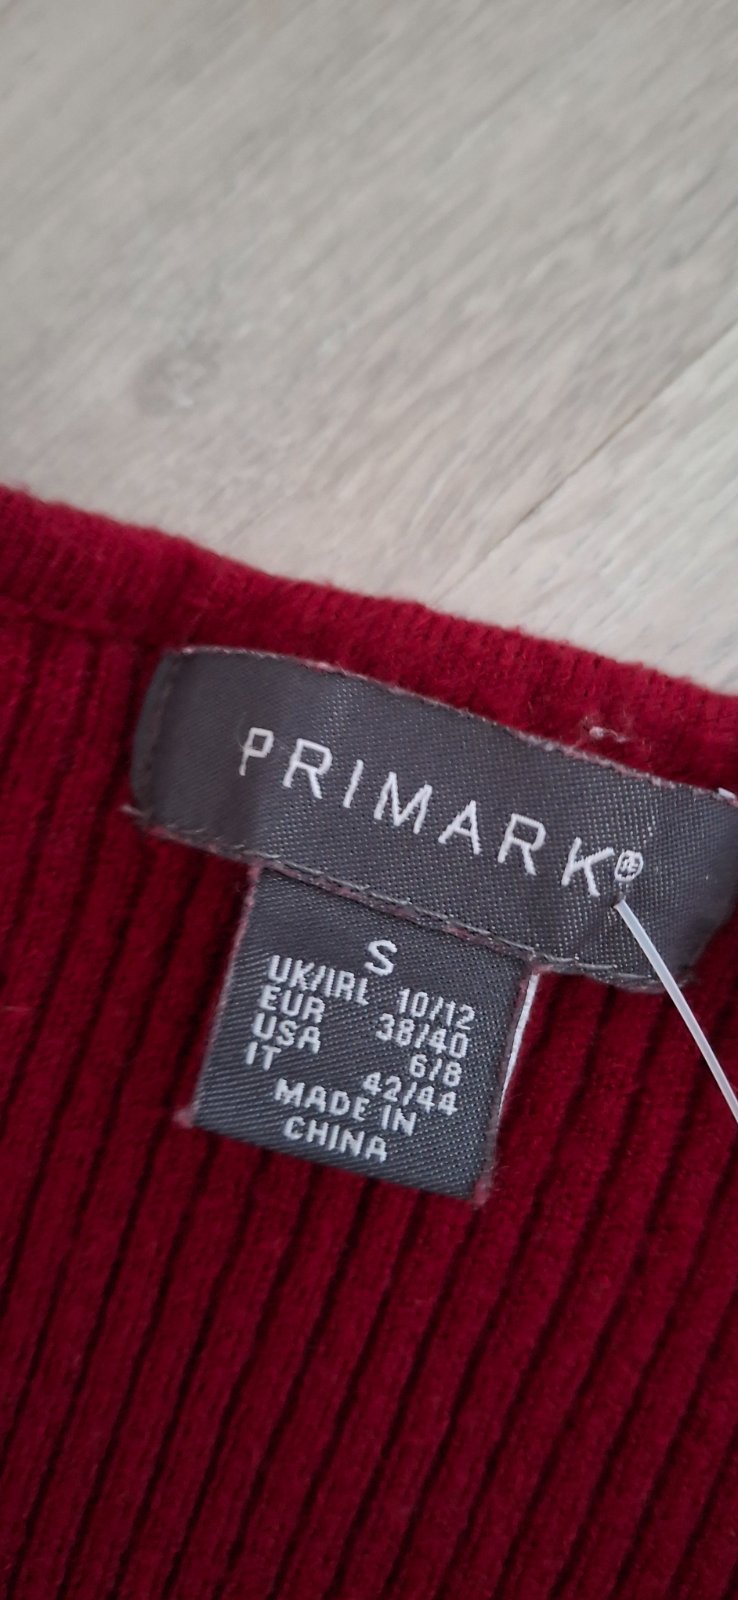 PRIMARK®
S
UK/IRL 10/12
EUR 38/40
USA 6/8
IT 42/44
MADE IN
CHINA